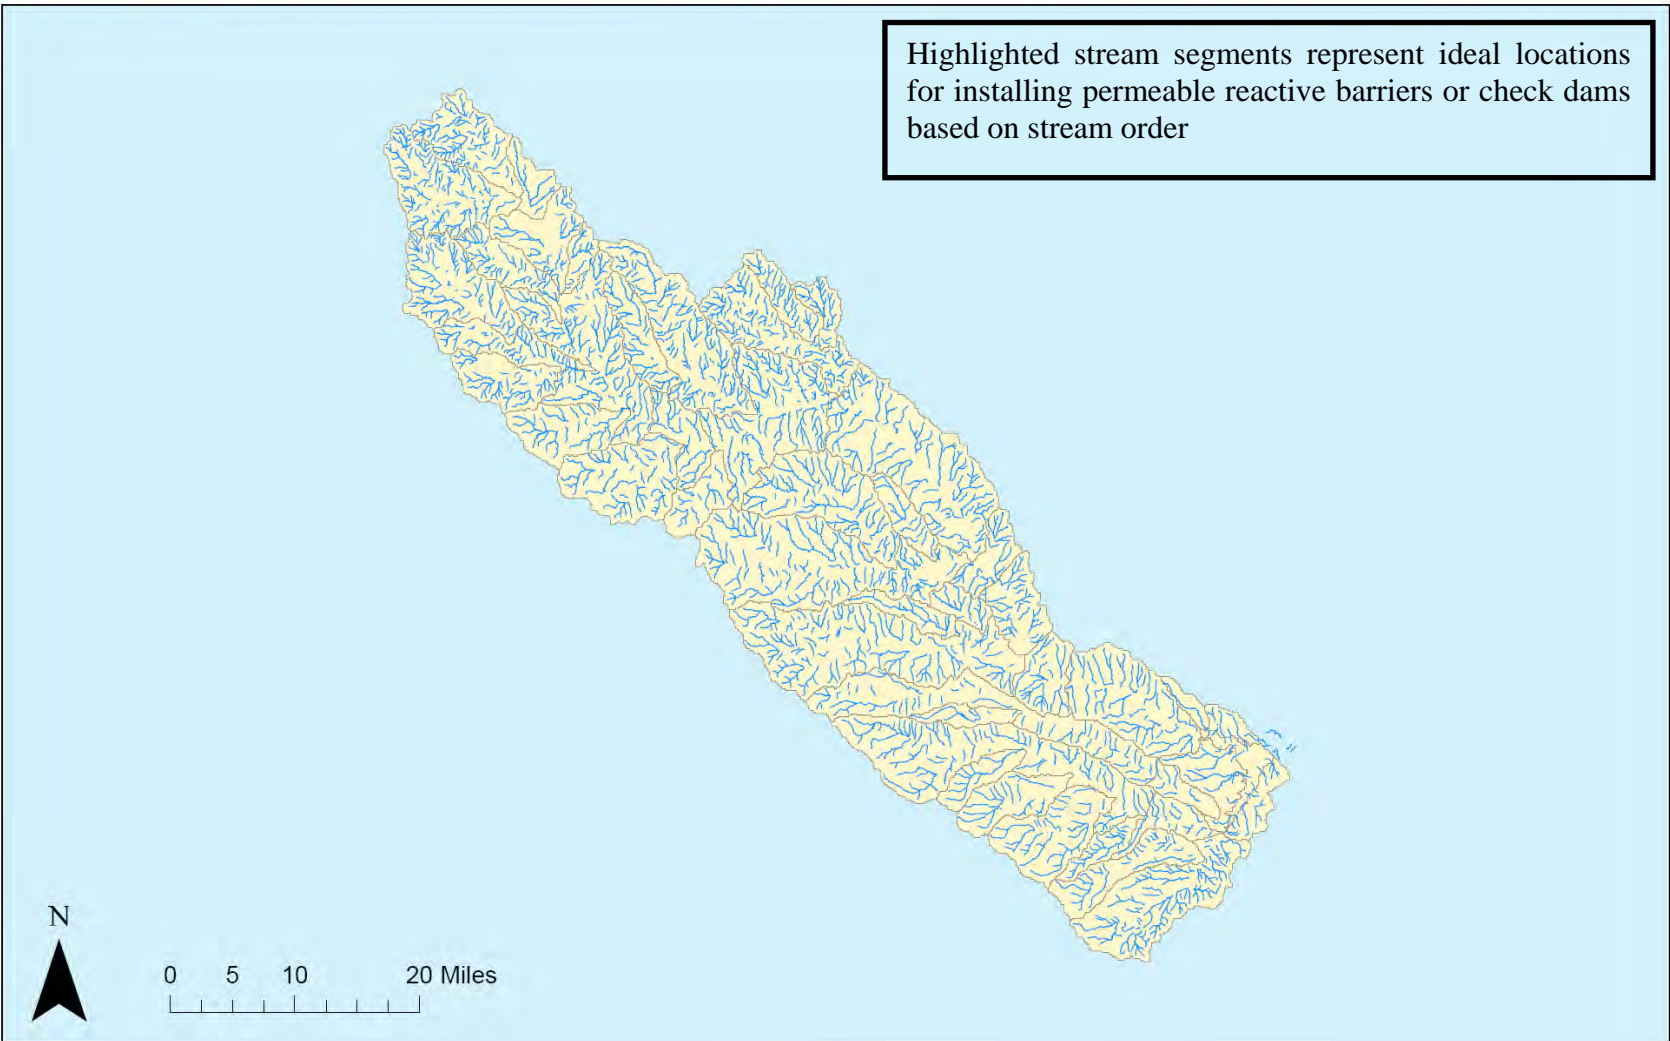 Highlighted stream segments represent ideal locations
for installing permeable reactive barriers or check dams
based on stream order
N
0 5 10 20 Miles